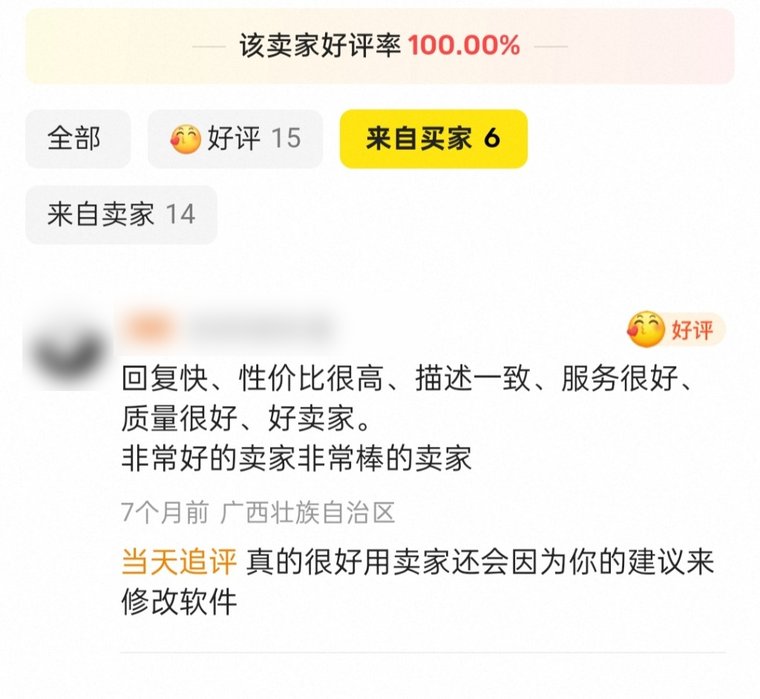 该卖家好评率 100.00%
全部
好评 15
来自买家 6
来自卖家 14
好评
回复快、性价比很高、描述一致、服务很好、
质量很好、好卖家。
非常好的卖家非常棒的卖家
7个月前 广西壮族自治区
当天追评 真的很好用卖家还会因为你的建议来
修改软件